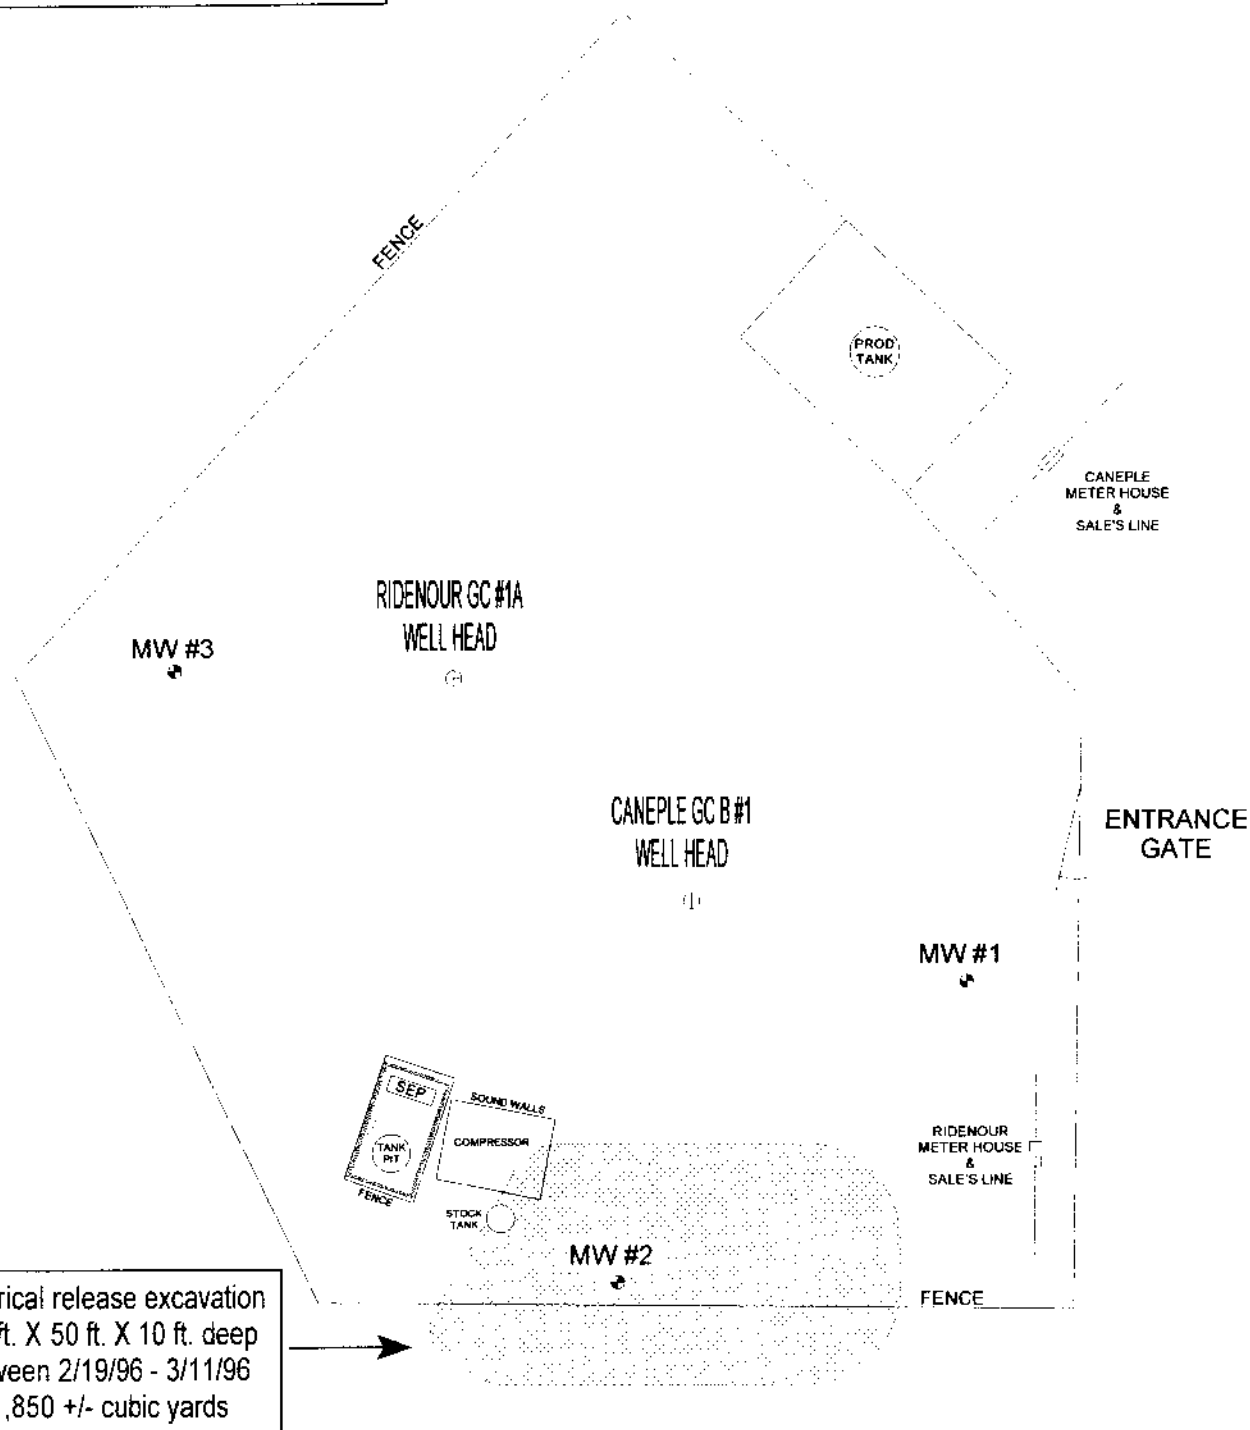 FENCE
PROD
TANK
CANEPLE
METER HOUSE
&
SALE'S LINE
RIDENOUR GC #1A
WELL HEAD
MW #3
CANEPLE GC B #1
WELL HEAD
ENTRANCE
GATE
MW #1
SEP
TANK
PIT
FENCE
SOUND WALLS
COMPRESSOR
STOCK
TANK
RIDENOUR
METER HOUSE
&
SALE'S LINE
MW #2
FENCE
rical release excavation
ft. X 50 ft. X 10 ft. deep
veen 2/19/96 - 3/11/96
,850 +/- cubic yards